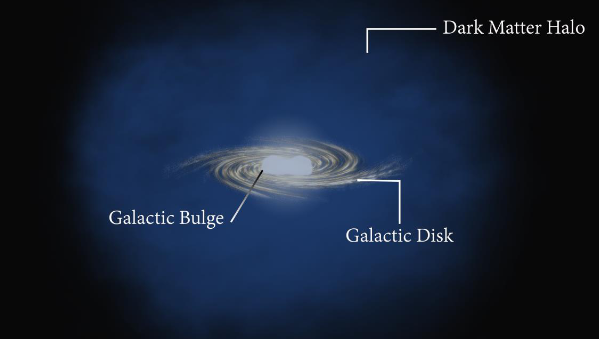 Dark Matter Halo
Galactic Bulge
Galactic Disk